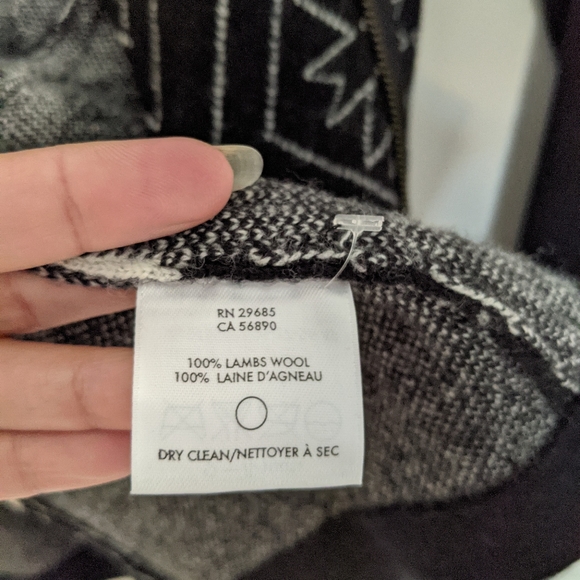 RN 29685
CA 56890
100% LAMBS WOOL
100% LAINE D'AGNEAU
DRY CLEAN/NETTOYER À SEC